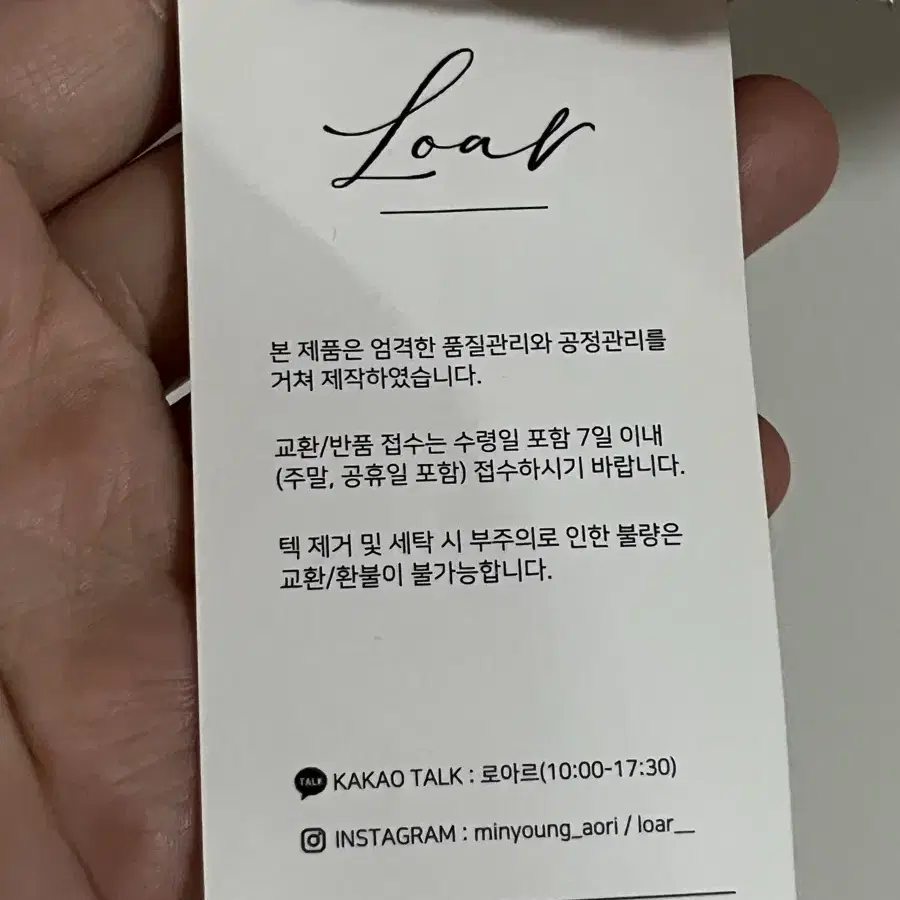 Loar
본 제품은 엄격한 품질관리와 공정관리를
거쳐 제작하였습니다.
교환/반품 접수는 수령일 포함 7일 이내
(주말, 공휴일 포함) 접수하시기 바랍니다.
텍 제거 및 세탁 시 부주의로 인한 불량은
교환/환불이 불가능합니다.
TALK KAKAO TALK : 로아르(10:00-17:30)
INSTAGRAM : minyoung_aori / loar__